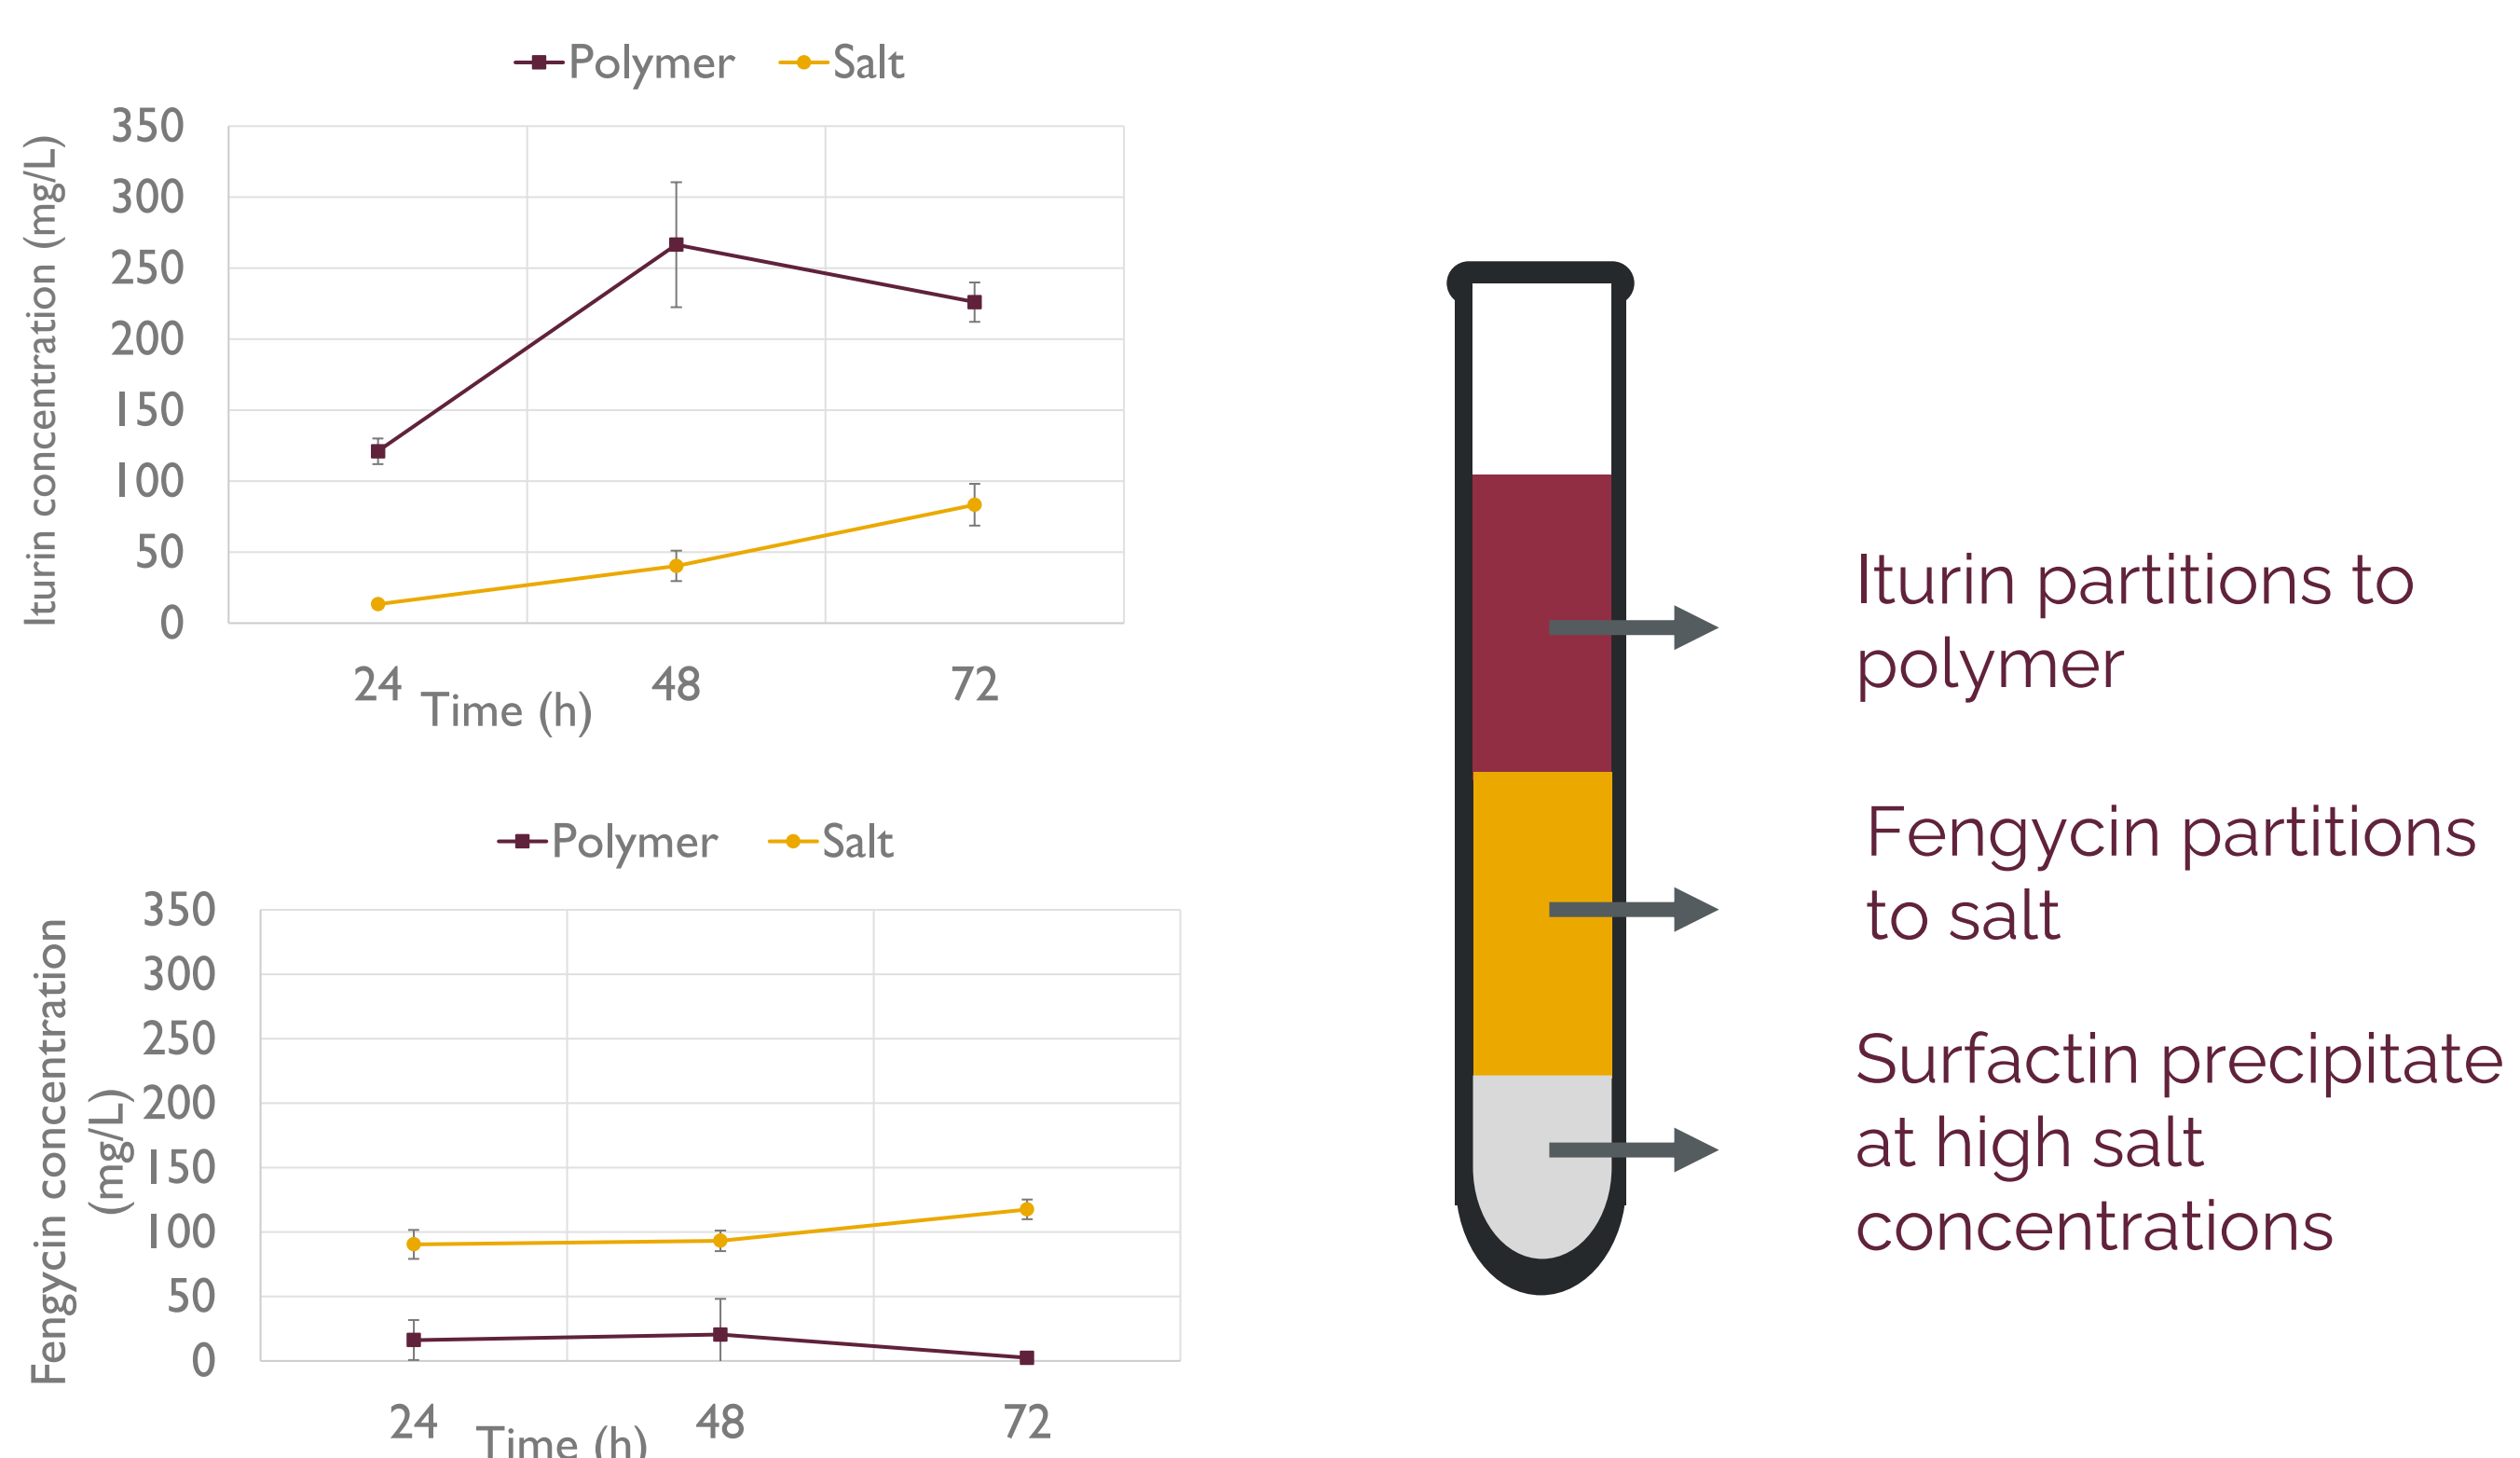 Polymer Salt
Iturin concentration (mg/L)
350
300
250
200
150
100
50
0
24 48 72
Time (h)
Polymer Salt
Fengycin concentration
(mg/L)
350
300
250
200
150
100
50
0
24 48 72
Time (h)
Iturin partitions to
polymer
Fengycin partitions
to salt
Surfactin precipitate
at high salt
concentrations